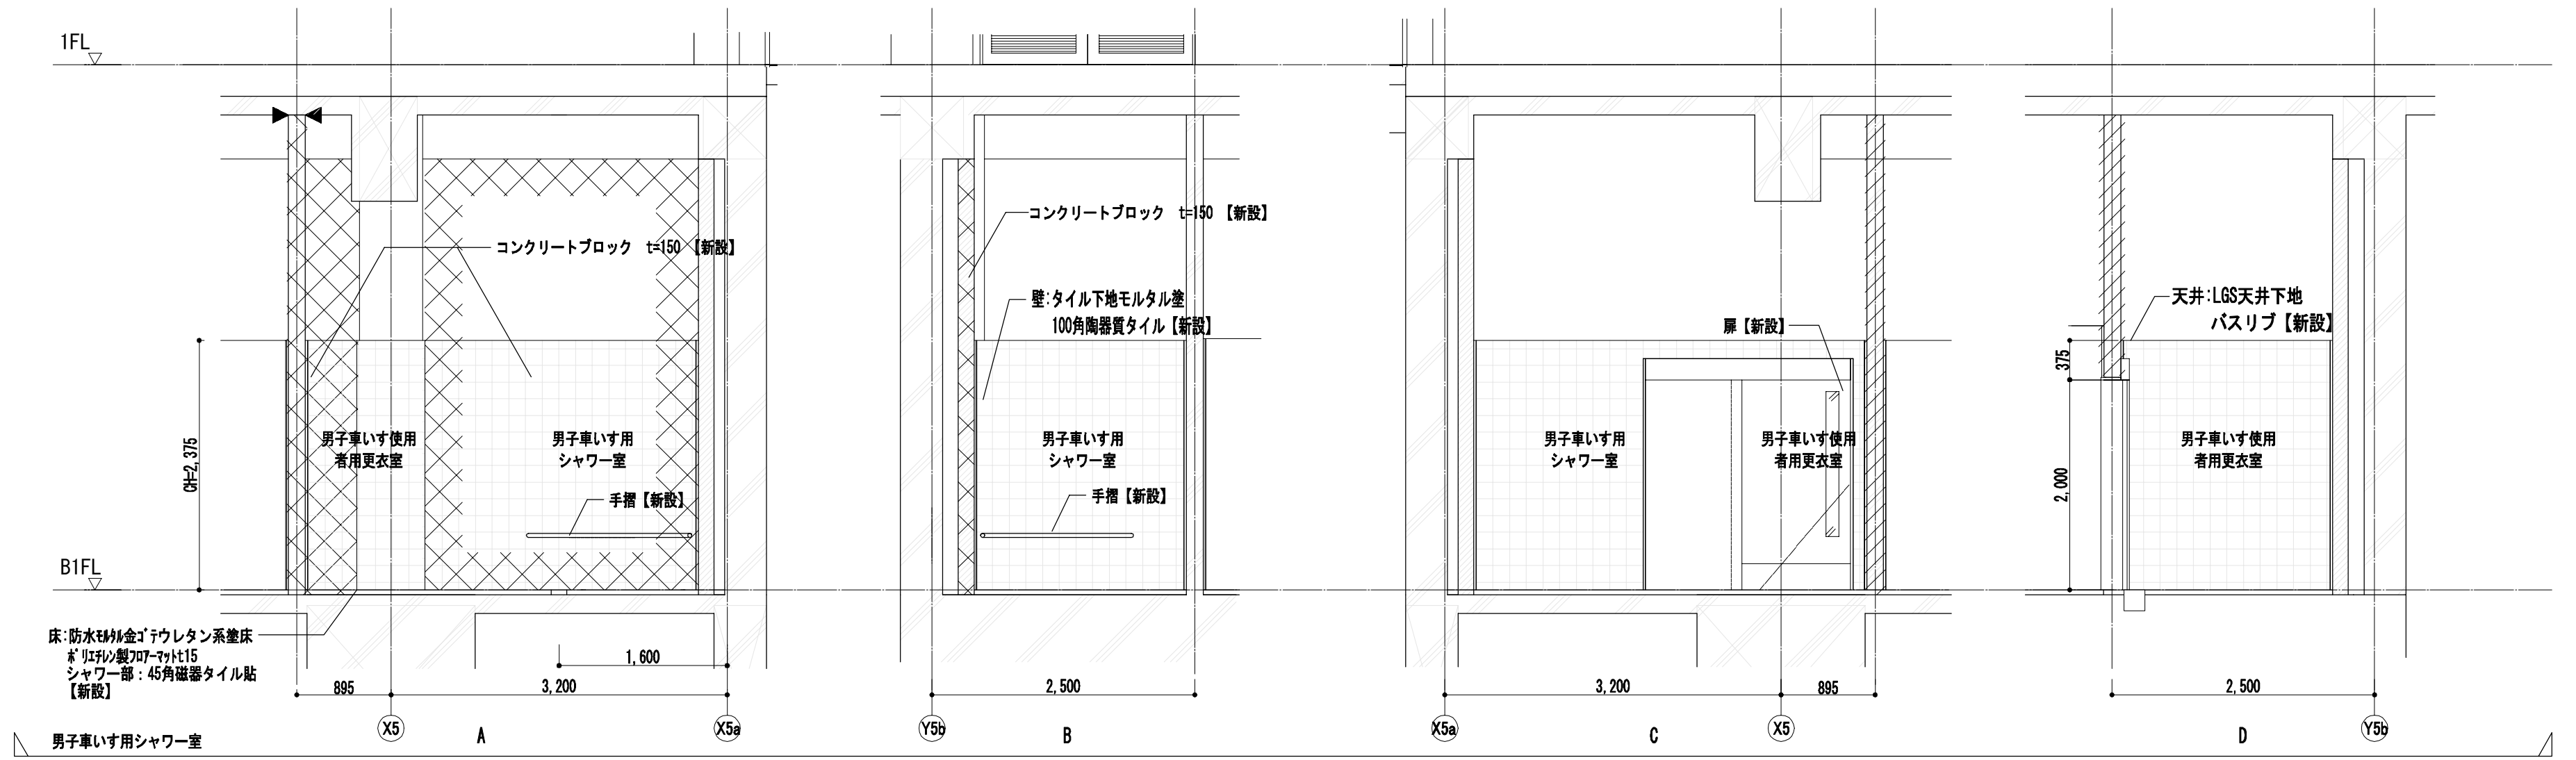 1FL
コンクリートブロック t=150 【新設】
CH=2,375
男子車いす使用
者用更衣室
男子車いす用
シャワー室
手摺【新設】
B1FL
床:防水ﾓﾙﾀﾙ金ｺﾞﾃウレタン系塗床
ﾎﾟﾘｴﾁﾚﾝ製ﾌﾛｱｰﾏｯﾄt15
シャワー部：45角磁器タイル貼
【新設】
1,600
895
3,200
X5
X5a
A
コンクリートブロック t=150 【新設】
壁:タイル下地モルタル塗
100角陶器質タイル【新設】
男子車いす用
シャワー室
手摺【新設】
2,500
Y5b
B
扉【新設】
男子車いす用
シャワー室
男子車いす使用
者用更衣室
3,200
895
X5a
X5
C
天井:LGS天井下地
バスリブ【新設】
375
2,000
男子車いす使用
者用更衣室
2,500
Y5b
D
男子車いす用シャワー室